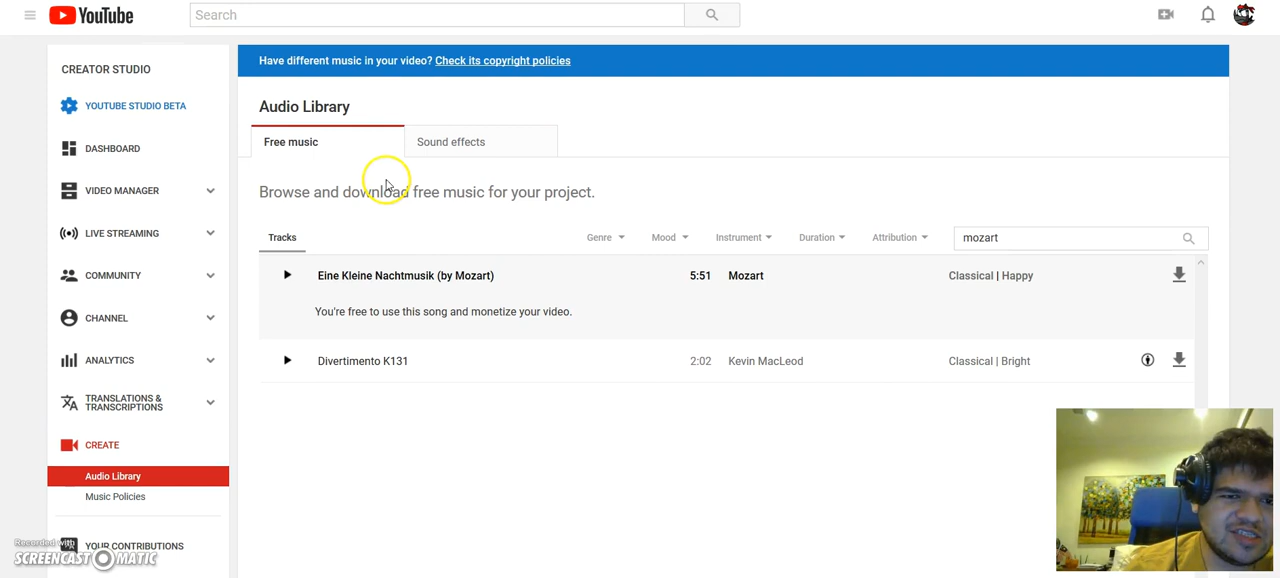 YouTube
Search
CREATOR STUDIO
YOUTUBE STUDIO BETA
DASHBOARD
VIDEO MANAGER
LIVE STREAMING
COMMUNITY
CHANNEL
ANALYTICS
TRANSLATIONS &
TRANSCRIPTIONS
CREATE
Audio Library
Music Policies
YOUR CONTRIBUTIONS
Have different music in your video? Check its copyright policies
Audio Library
Free music Sound effects
Browse and download free music for your project.
Tracks Genre Mood Instrument Duration Attribution mozart
Eine Kleine Nachtmusik (by Mozart) 5:51 Mozart Classical | Happy
You're free to use this song and monetize your video.
Divertimento K131 2:02 Kevin MacLeod Classical | Bright
Recorded with
SCREENCAST O MATIC